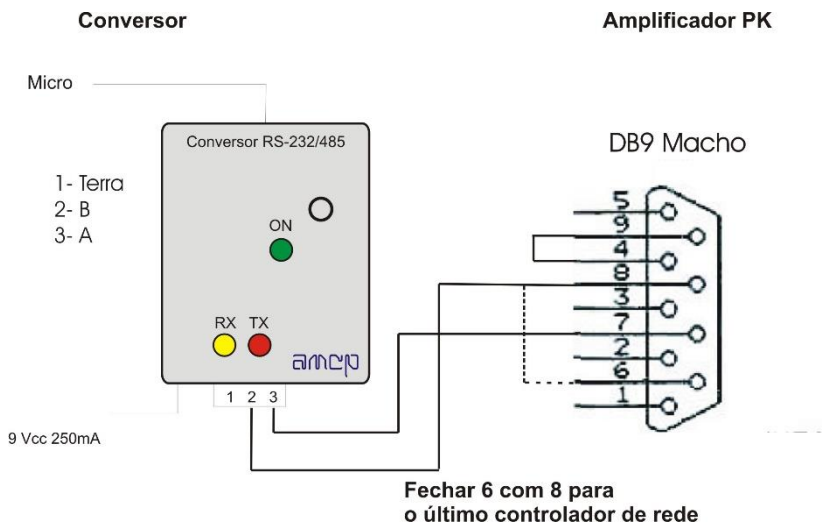 Conversor
Amplificador PK
Micro
Conversor RS-232/485
DB9 Macho
1- Terra
2- B
3- A
ON
RX TX
amcp
1 2 3
9 Vcc 250mA
5
9
4
8
3
7
2
6
1
Fechar 6 com 8 para
o último controlador de rede